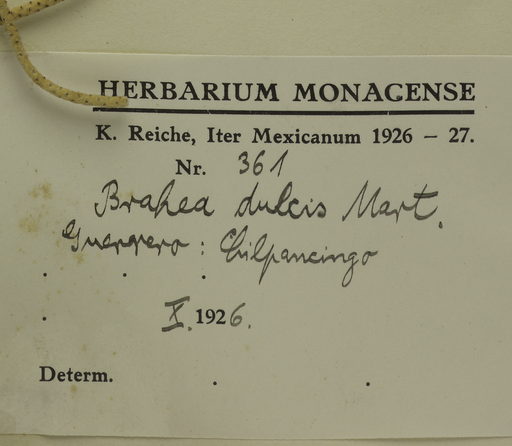 HERBARIUM MONACENSE
K. Reiche, Iter Mexicanum 1926 – 27.
Nr. 361
Brahea dulcis Mart.
Guerrero : Chilpancingo
X. 1926.
Determ.